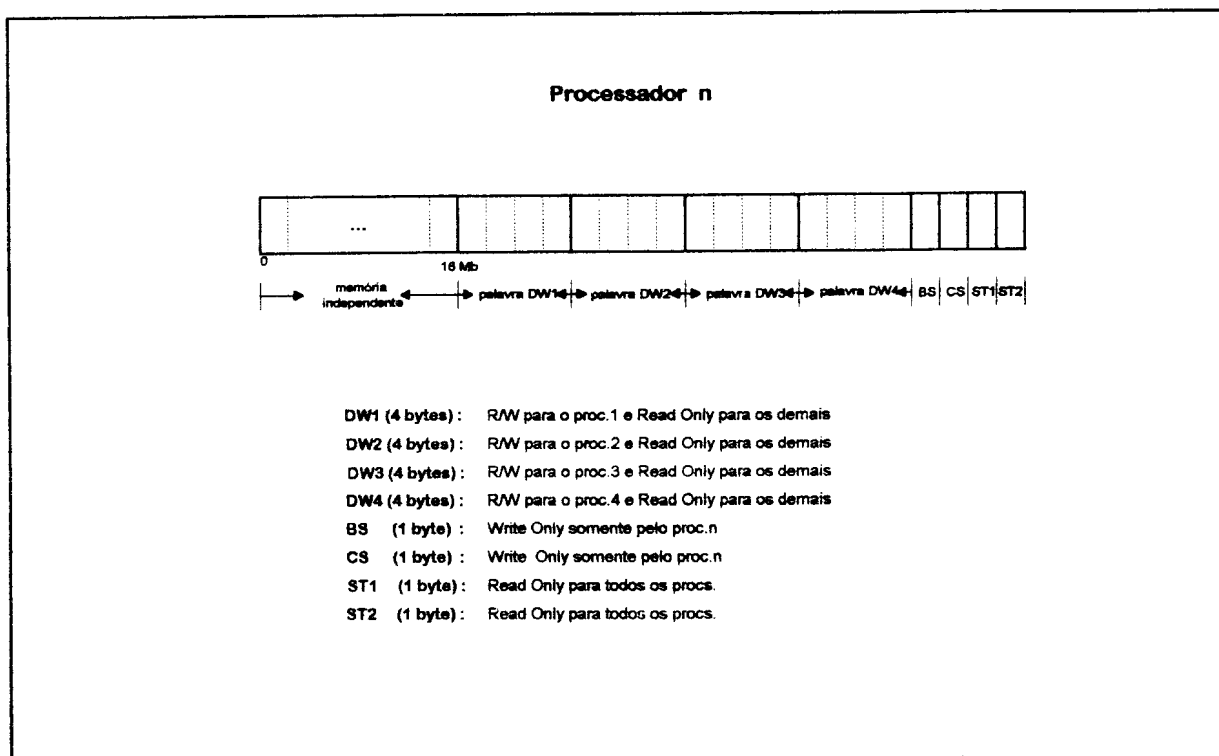 Processador n
...
0
16 Mb
memória
independente
palavra DW1
palavra DW2
palavra DW3
palavra DW4
BS
CS
ST1
ST2
DW1 (4 bytes) : R/W para o proc.1 e Read Only para os demais
DW2 (4 bytes) : R/W para o proc.2 e Read Only para os demais
DW3 (4 bytes) : R/W para o proc.3 e Read Only para os demais
DW4 (4 bytes) : R/W para o proc.4 e Read Only para os demais
BS (1 byte) : Write Only somente pelo proc.n
CS (1 byte) : Write Only somente pelo proc.n
ST1 (1 byte) : Read Only para todos os procs.
ST2 (1 byte) : Read Only para todos os procs.